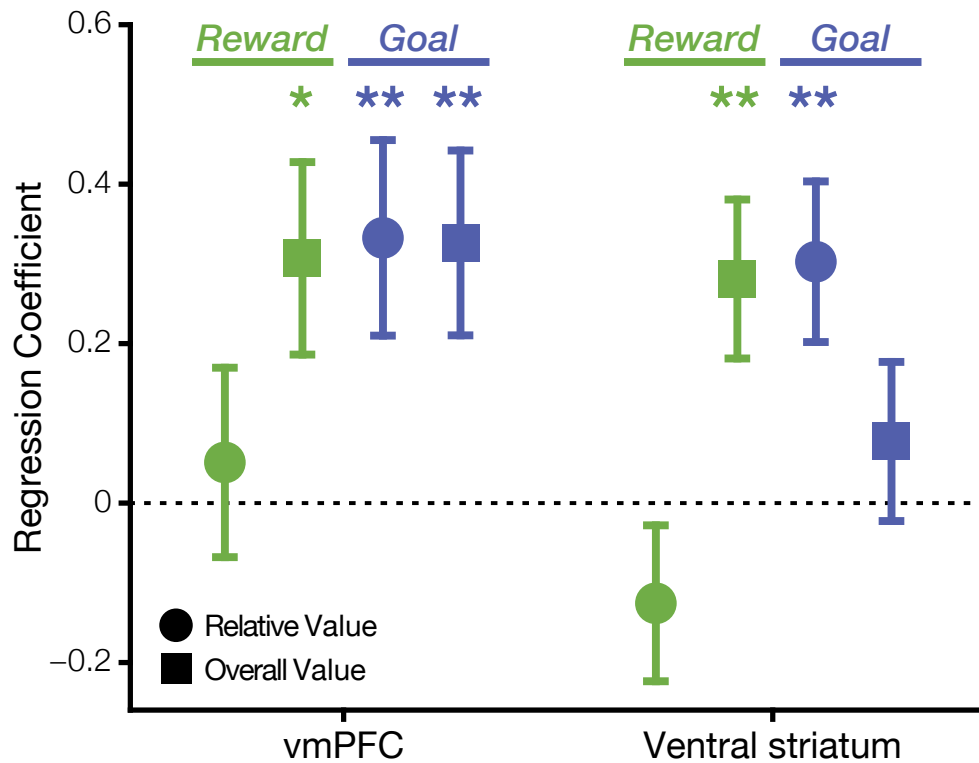 0.6
Reward Goal Reward Goal
* ** ** ** **
0.4
0.2
0
−0.2
Regression Coefficient
Relative Value
Overall Value
vmPFC Ventral striatum